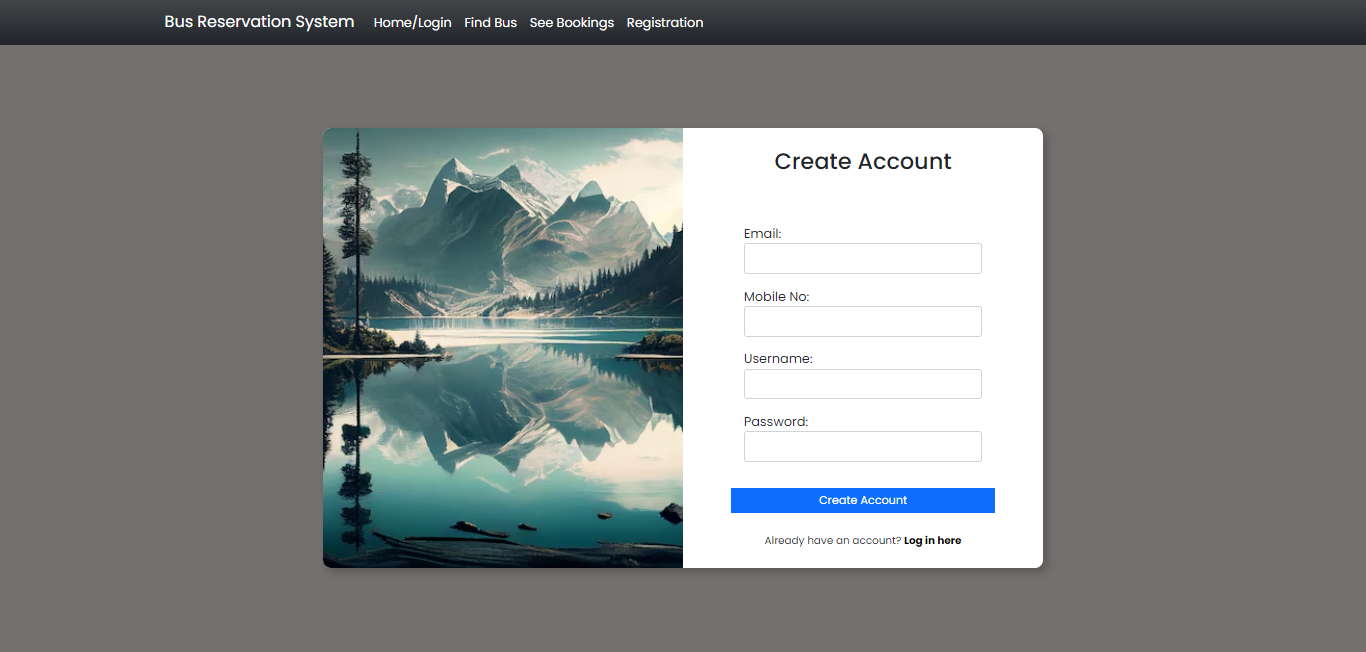 Bus Reservation System Home/Login Find Bus See Bookings Registration
Create Account
Email:
Mobile No:
Username:
Password:
Create Account
Already have an account? Log in here